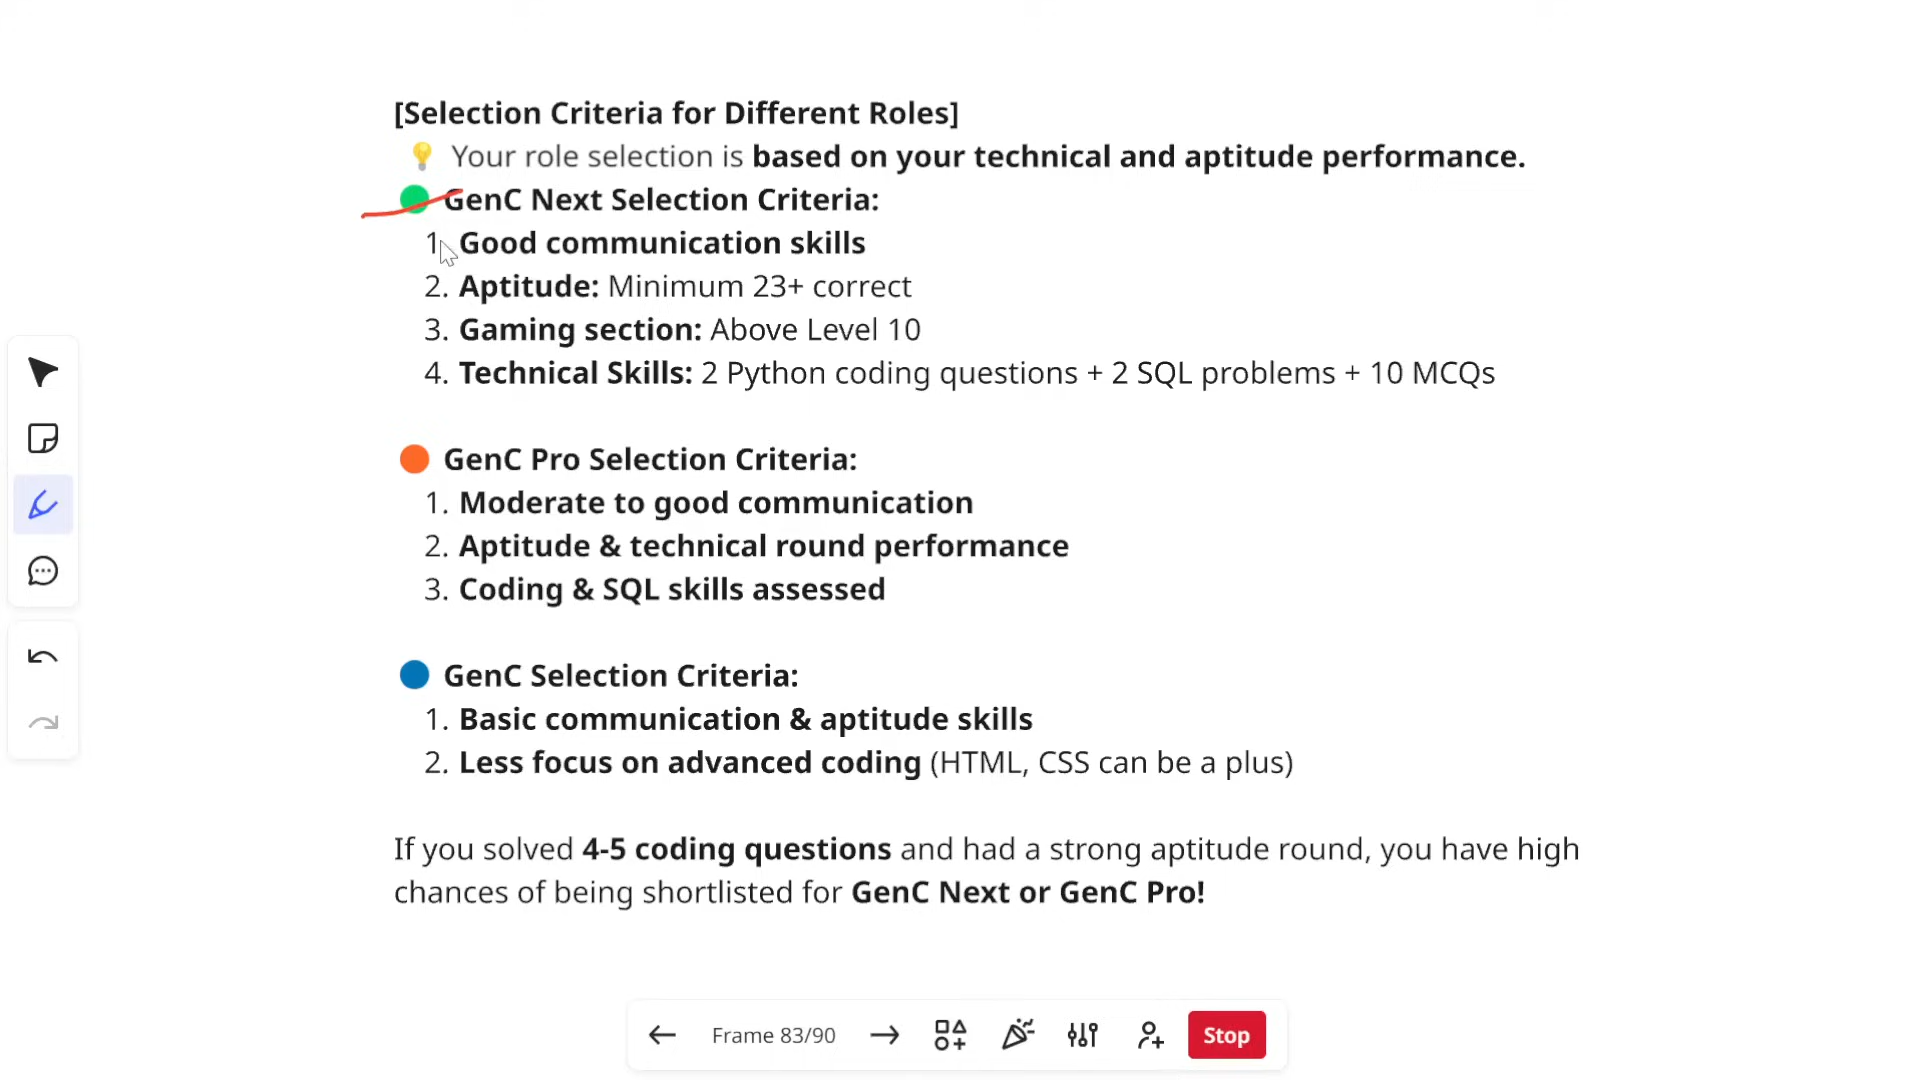 [Selection Criteria for Different Roles]
💡 Your role selection is based on your technical and aptitude performance.
GenC Next Selection Criteria:
1. Good communication skills
2. Aptitude: Minimum 23+ correct
3. Gaming section: Above Level 10
4. Technical Skills: 2 Python coding questions + 2 SQL problems + 10 MCQs
GenC Pro Selection Criteria:
1. Moderate to good communication
2. Aptitude & technical round performance
3. Coding & SQL skills assessed
GenC Selection Criteria:
1. Basic communication & aptitude skills
2. Less focus on advanced coding (HTML, CSS can be a plus)
If you solved 4-5 coding questions and had a strong aptitude round, you have high
chances of being shortlisted for GenC Next or GenC Pro!
Frame 83/90
Stop